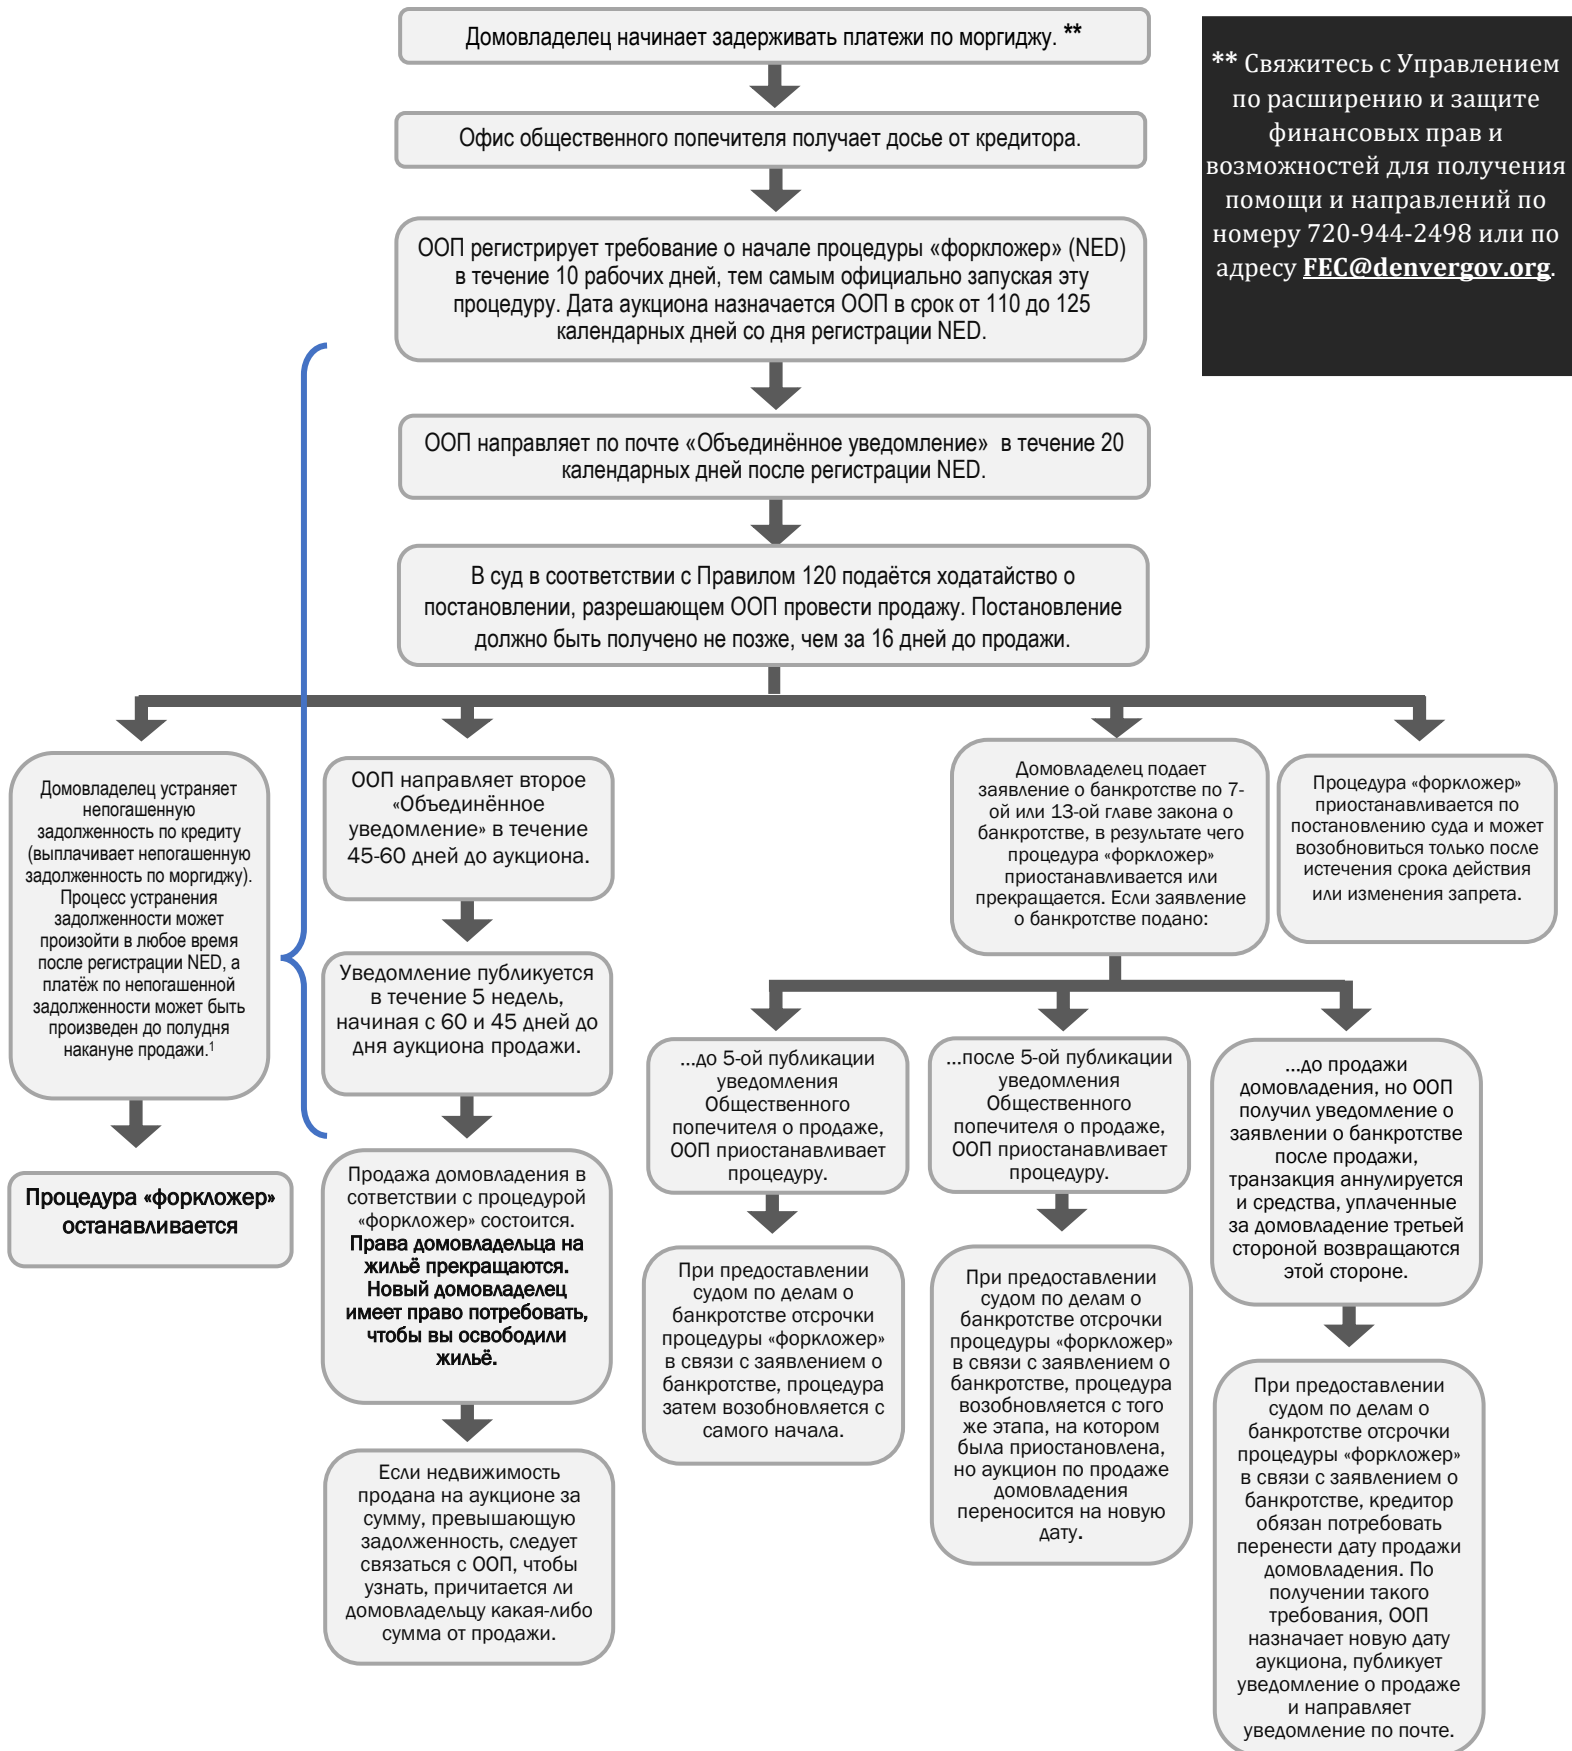 Домовладелец начинает задерживать платежи по моргиджу. **
** Свяжитесь с Управлением
по расширению и защите
финансовых прав и
возможностей для получения
помощи и направлений по
номеру 720-944-2498 или по
адресу FEC@denvergov.org.
Офис общественного попечителя получает досье от кредитора.
ООП регистрирует требование о начале процедуры «форкложер» (NED)
в течение 10 рабочих дней, тем самым официально запуская эту
процедуру. Дата аукциона назначается ООП в срок от 110 до 125
календарных дней со дня регистрации NED.
ООП направляет по почте «Объединённое уведомление» в течение 20
календарных дней после регистрации NED.
В суд в соответствии с Правилом 120 подаётся ходатайство о
постановлении, разрешающем ООП провести продажу. Постановление
должно быть получено не позже, чем за 16 дней до продажи.
Домовладелец устраняет
непогашенную
задолженность по кредиту
(выплачивает непогашенную
задолженность по моргиджу).
Процесс устранения
задолженности может
произойти в любое время
после регистрации NED, а
платёж по непогашенной
задолженности может быть
произведен до полудня
накануне продажи.¹
Процедура «форкложер»
останавливается
ООП направляет второе
«Объединённое
уведомление» в течение
45-60 дней до аукциона.
Уведомление публикуется
в течение 5 недель,
начиная с 60 и 45 дней до
дня аукциона продажи.
Продажа домовладения в
сответствии с процедурой
«форкложер» состоится.
Права домовладельца на
жильё прекращаются.
Новый домовладелец
имеет право потребовать,
чтобы вы освободили
жильё.
Если недвижимость
продана на аукционе за
сумму, превышающую
задолженность, следует
связаться с ООП, чтобы
узнать, причитается ли
домовладельцу какая-либо
сумма от продажи.
Домовладелец подает
заявление о банкротстве по 7-
ой или 13-ой главе закона о
банкротстве, в результате чего
процедура «форкложер»
приостанавливается или
прекращается. Если заявление
о банкротстве подано:
Процедура «форкложер»
приостанавливается по
постановлению суда и может
возобновиться только после
истечения срока действия
или изменения запрета.
...до 5-ой публикации
уведомления
Общественного
попечителя о продаже,
ООП приостанавливает
процедуру.
При предоставлении
судом по делам о
банкротстве отсрочки
процедуры «форкложер»
в связи с заявлением о
банкротстве, процедура
затем возобновляется с
самого начала.
...после 5-ой публикации
уведомления
Общественного
попечителя о продаже,
ООП приостанавливает
процедуру.
При предоставлении
судом по делам о
банкротстве отсрочки
процедуры «форкложер»
в связи с заявлением о
банкротстве, процедура
возобновляется с того
же этапа, на котором
была приостановлена,
но аукцион по продаже
домовладения
переносится на новую
дату.
...до продажи
домовладения, но ООП
получил уведомление о
заявлении о банкротстве
после продажи,
транзакция аннулируется
и средства, уплаченные
за домовладение третьей
стороной возвращаются
этой стороне.
При предоставлении
судом по делам о
банкротстве отсрочки
процедуры «форкложер»
в связи с заявлением о
банкротстве, кредитор
обязан потребовать
перенести дату продажи
домовладения. По
получении такого
требования, ООП
назначает новую дату
аукциона, публикует
уведомление о продаже
и направляет
уведомление по почте.